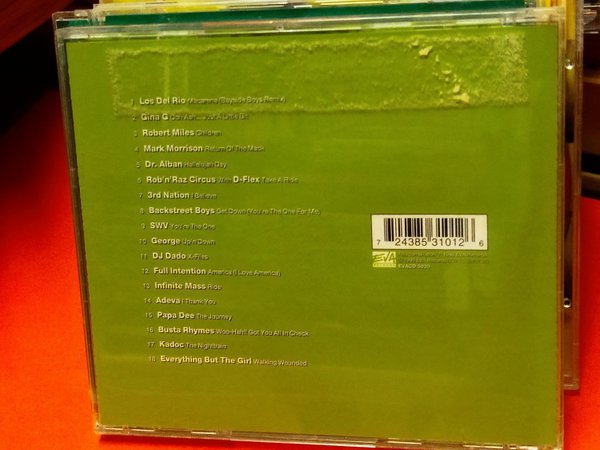 1 Los Del Rio Macarena (Bayside Boys Remix)
2 Gina G Ooh Aah... Just A Little Bit
3 Robert Miles Children
4 Mark Morrison Return Of The Mack
5 Dr. Alban Hallelujah Day
6 Rob'n'Raz Circus With D-Flex Take A Ride
7 3rd Nation I Believe
8 Backstreet Boys Get Down (You're The One For Me)
9 SWV You're The One
10 George Up'n'Down
11 DJ Dado X-Files
12 Full Intention America (I Love America)
13 Infinite Mass Ride
14 Adeva I Thank You
15 Papa Dee The Journey
16 Busta Rhymes Woo-Hah!! Got You All In Check
17 Kadoc The Nighttrain
18 Everything But The Girl Walking Wounded
7 24385 31012 6
EVA